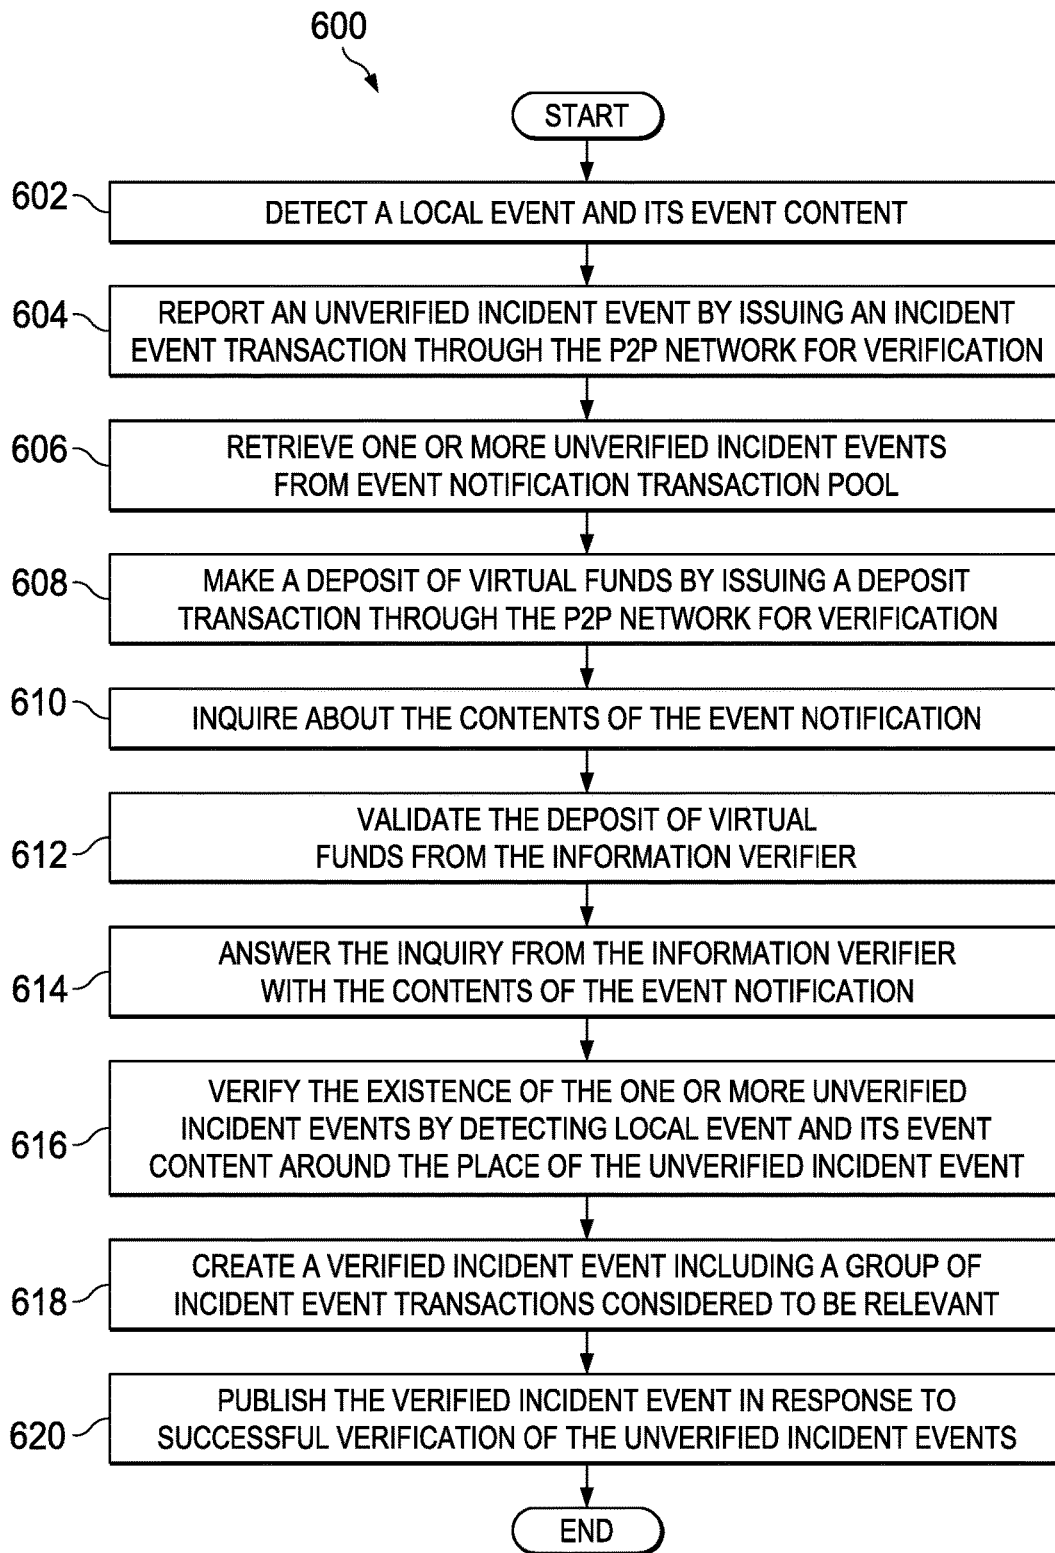 600
START
602
DETECT A LOCAL EVENT AND ITS EVENT CONTENT
604
REPORT AN UNVERIFIED INCIDENT EVENT BY ISSUING AN INCIDENT
EVENT TRANSACTION THROUGH THE P2P NETWORK FOR VERIFICATION
606
RETRIEVE ONE OR MORE UNVERIFIED INCIDENT EVENTS
FROM EVENT NOTIFICATION TRANSACTION POOL
608
MAKE A DEPOSIT OF VIRTUAL FUNDS BY ISSUING A DEPOSIT
TRANSACTION THROUGH THE P2P NETWORK FOR VERIFICATION
610
INQUIRE ABOUT THE CONTENTS OF THE EVENT NOTIFICATION
612
VALIDATE THE DEPOSIT OF VIRTUAL
FUNDS FROM THE INFORMATION VERIFIER
614
ANSWER THE INQUIRY FROM THE INFORMATION VERIFIER
WITH THE CONTENTS OF THE EVENT NOTIFICATION
616
VERIFY THE EXISTENCE OF THE ONE OR MORE UNVERIFIED
INCIDENT EVENTS BY DETECTING LOCAL EVENT AND ITS EVENT
CONTENT AROUND THE PLACE OF THE UNVERIFIED INCIDENT EVENT
618
CREATE A VERIFIED INCIDENT EVENT INCLUDING A GROUP OF
INCIDENT EVENT TRANSACTIONS CONSIDERED TO BE RELEVANT
620
PUBLISH THE VERIFIED INCIDENT EVENT IN RESPONSE TO
SUCCESSFUL VERIFICATION OF THE UNVERIFIED INCIDENT EVENTS
END